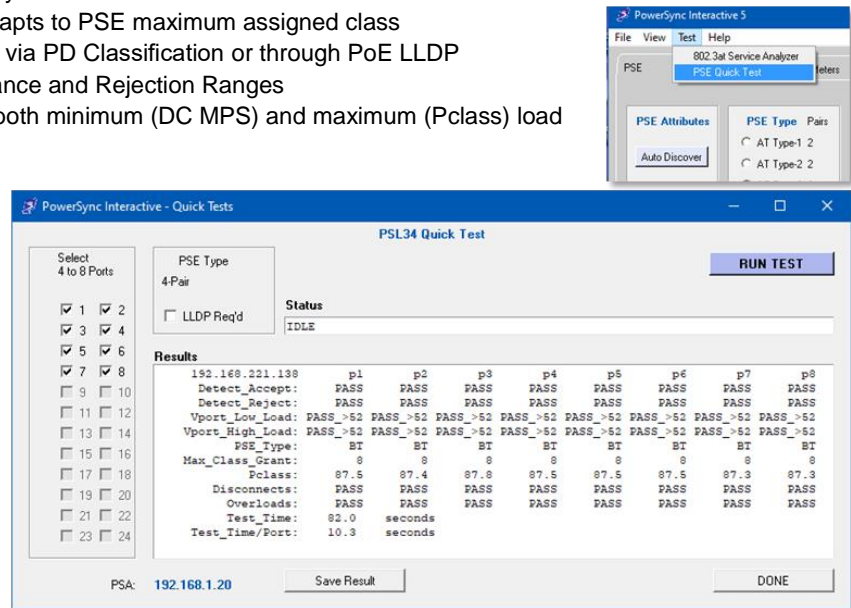 apts to PSE maximum assigned class
via PD Classification or through PoE LLDP
ance and Rejection Ranges
both minimum (DC MPS) and maximum (Pclass) load
PowerSync Interactive 5
File View Test Help
802.3at Service Analyzer
PSE Quick Test
PSE
Meters
PSE Attributes
PSE Type Pairs
AT Type-1 2
Auto Discover
AT Type-2 2
PowerSync Interactive - Quick Tests
PSL34 Quick Test
Select
4 to 8 Ports
PSE Type
4-Pair
RUN TEST
LLDP Req'd
Status
IDLE
1 2
3 4
5 6
7 8
9 10
11 12
13 14
15 16
17 18
19 20
21 22
23 24
Results
192.168.221.138 p1 p2 p3 p4 p5 p6 p7 p8
Detect_Accept: PASS PASS PASS PASS PASS PASS PASS PASS
Detect_Reject: PASS PASS PASS PASS PASS PASS PASS PASS
Vport_Low_Load: PASS_>52 PASS_>52 PASS_>52 PASS_>52 PASS_>52 PASS_>52 PASS_>52 PASS_>52
Vport_High_Load: PASS_>52 PASS_>52 PASS_>52 PASS_>52 PASS_>52 PASS_>52 PASS_>52 PASS_>52
PSE_Type: BT BT BT BT BT BT BT BT
Max_Class_Grant: 8 8 8 8 8 8 8 8
Pclass: 87.5 87.4 87.8 87.5 87.5 87.5 87.3 87.3
Disconnects: PASS PASS PASS PASS PASS PASS PASS PASS
Overloads: PASS PASS PASS PASS PASS PASS PASS PASS
Test_Time: 82.0 seconds
Test_Time/Port: 10.3 seconds
PSA: 192.168.1.20
Save Result
DONE